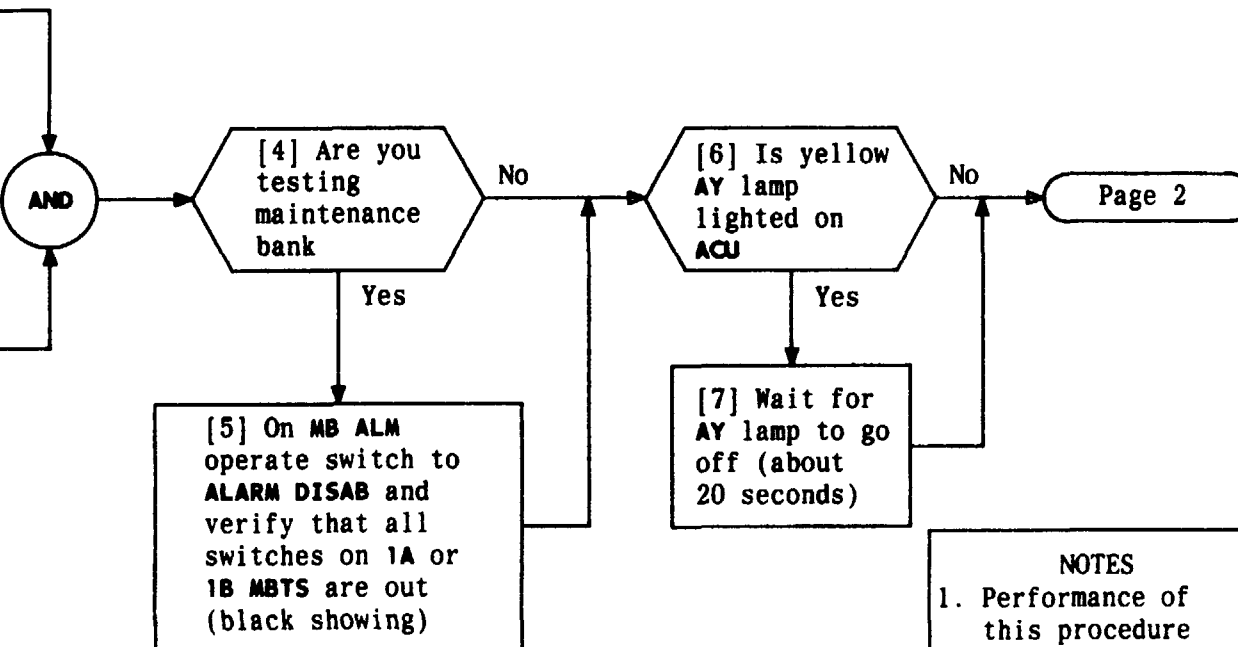 AND
[4] Are you
testing
maintenance
bank
No
Yes
[5] On MB ALM
operate switch to
ALARM DISAB and
verify that all
switches on 1A or
1B MBTS are out
(black showing)
[6] Is yellow
AY lamp
lighted on
ACU
No
Yes
[7] Wait for
AY lamp to go
off (about
20 seconds)
Page 2
NOTES
1. Performance of
this procedure